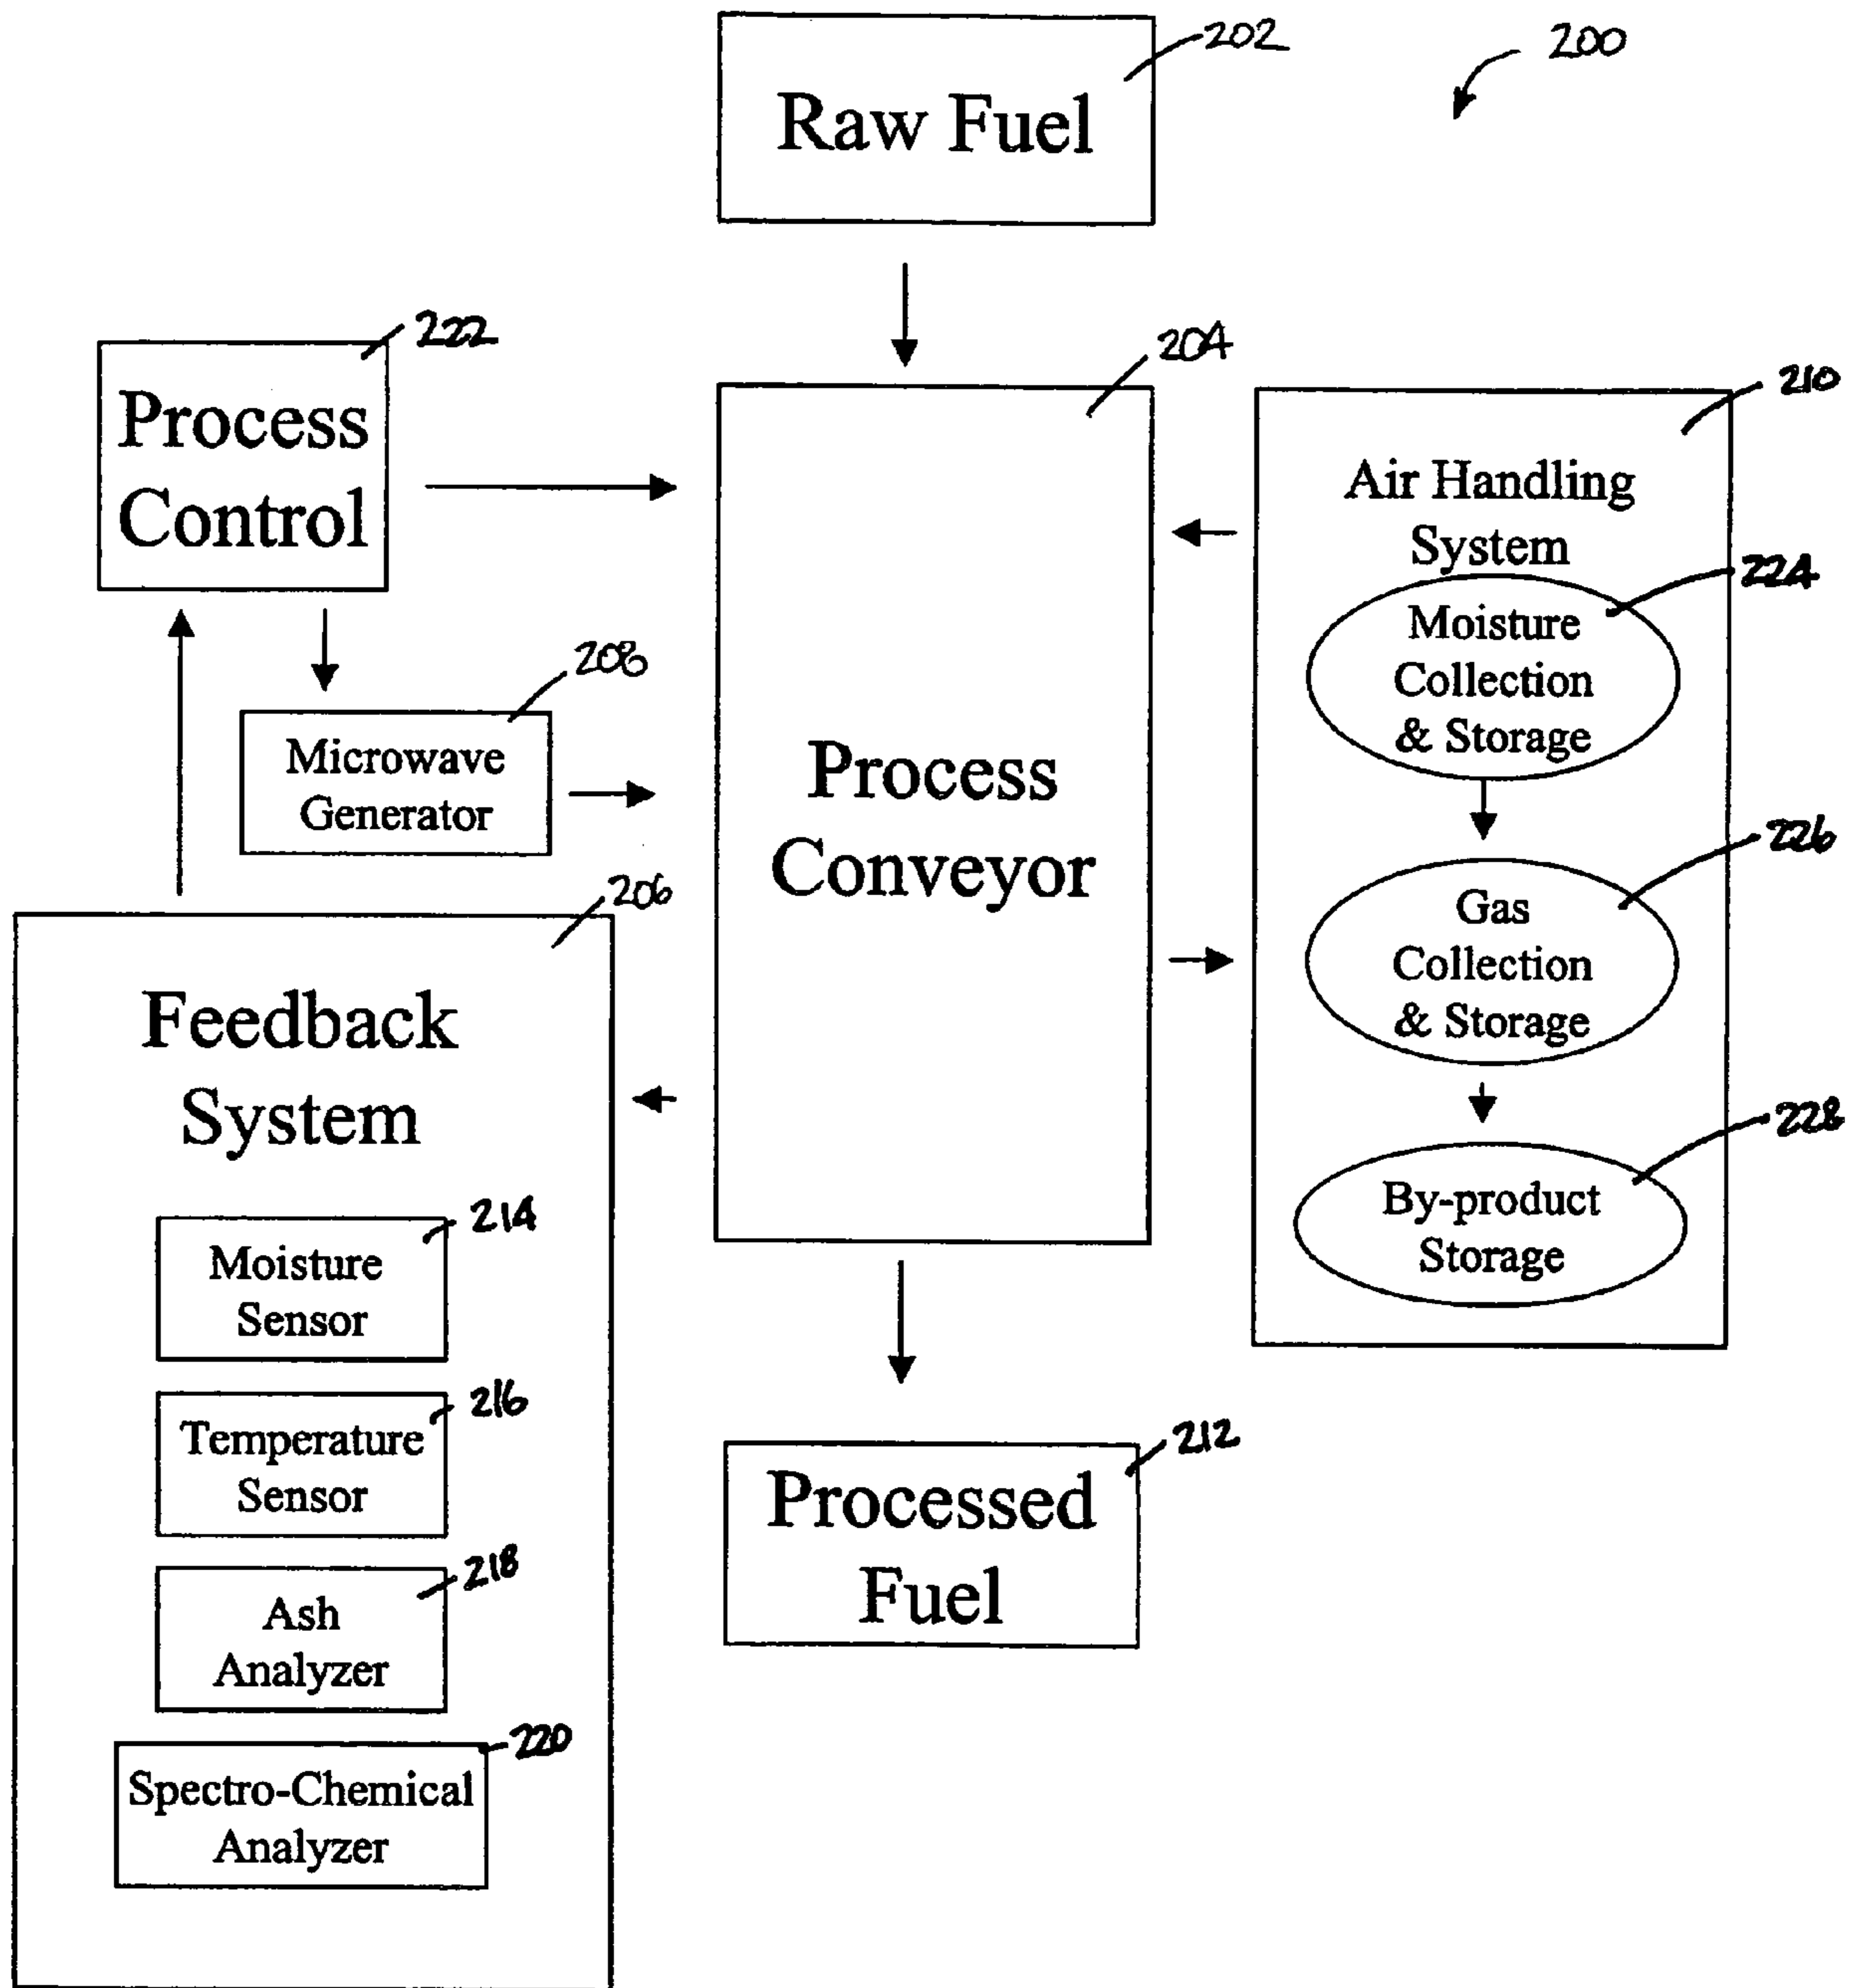 202
200
Raw Fuel
222
204
210
Process
Control
Air Handling
System
224
Moisture
Collection
& Storage
208
Microwave
Generator
Process
Conveyor
226
Gas
Collection
& Storage
206
Feedback
System
228
By-product
Storage
214
Moisture
Sensor
216
Temperature
Sensor
212
Processed
Fuel
218
Ash
Analyzer
220
Spectro-Chemical
Analyzer